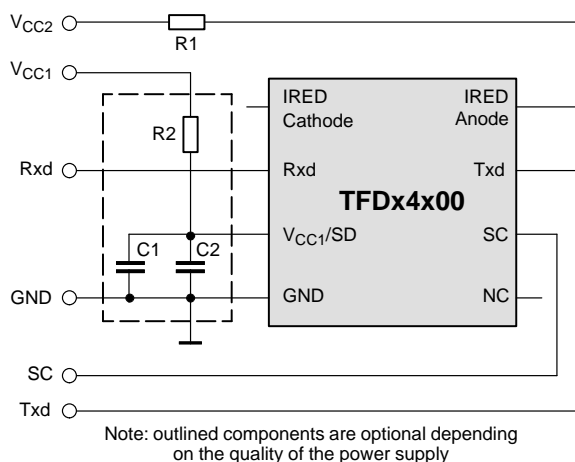 VCC2
R1
VCC1
R2
Rxd
C1 C2
GND
SC
Txd
IRED Cathode
IRED Anode
Rxd
Txd
TFDx4x00
VCC1/SD
SC
GND
NC
Note: outlined components are optional depending
on the quality of the power supply